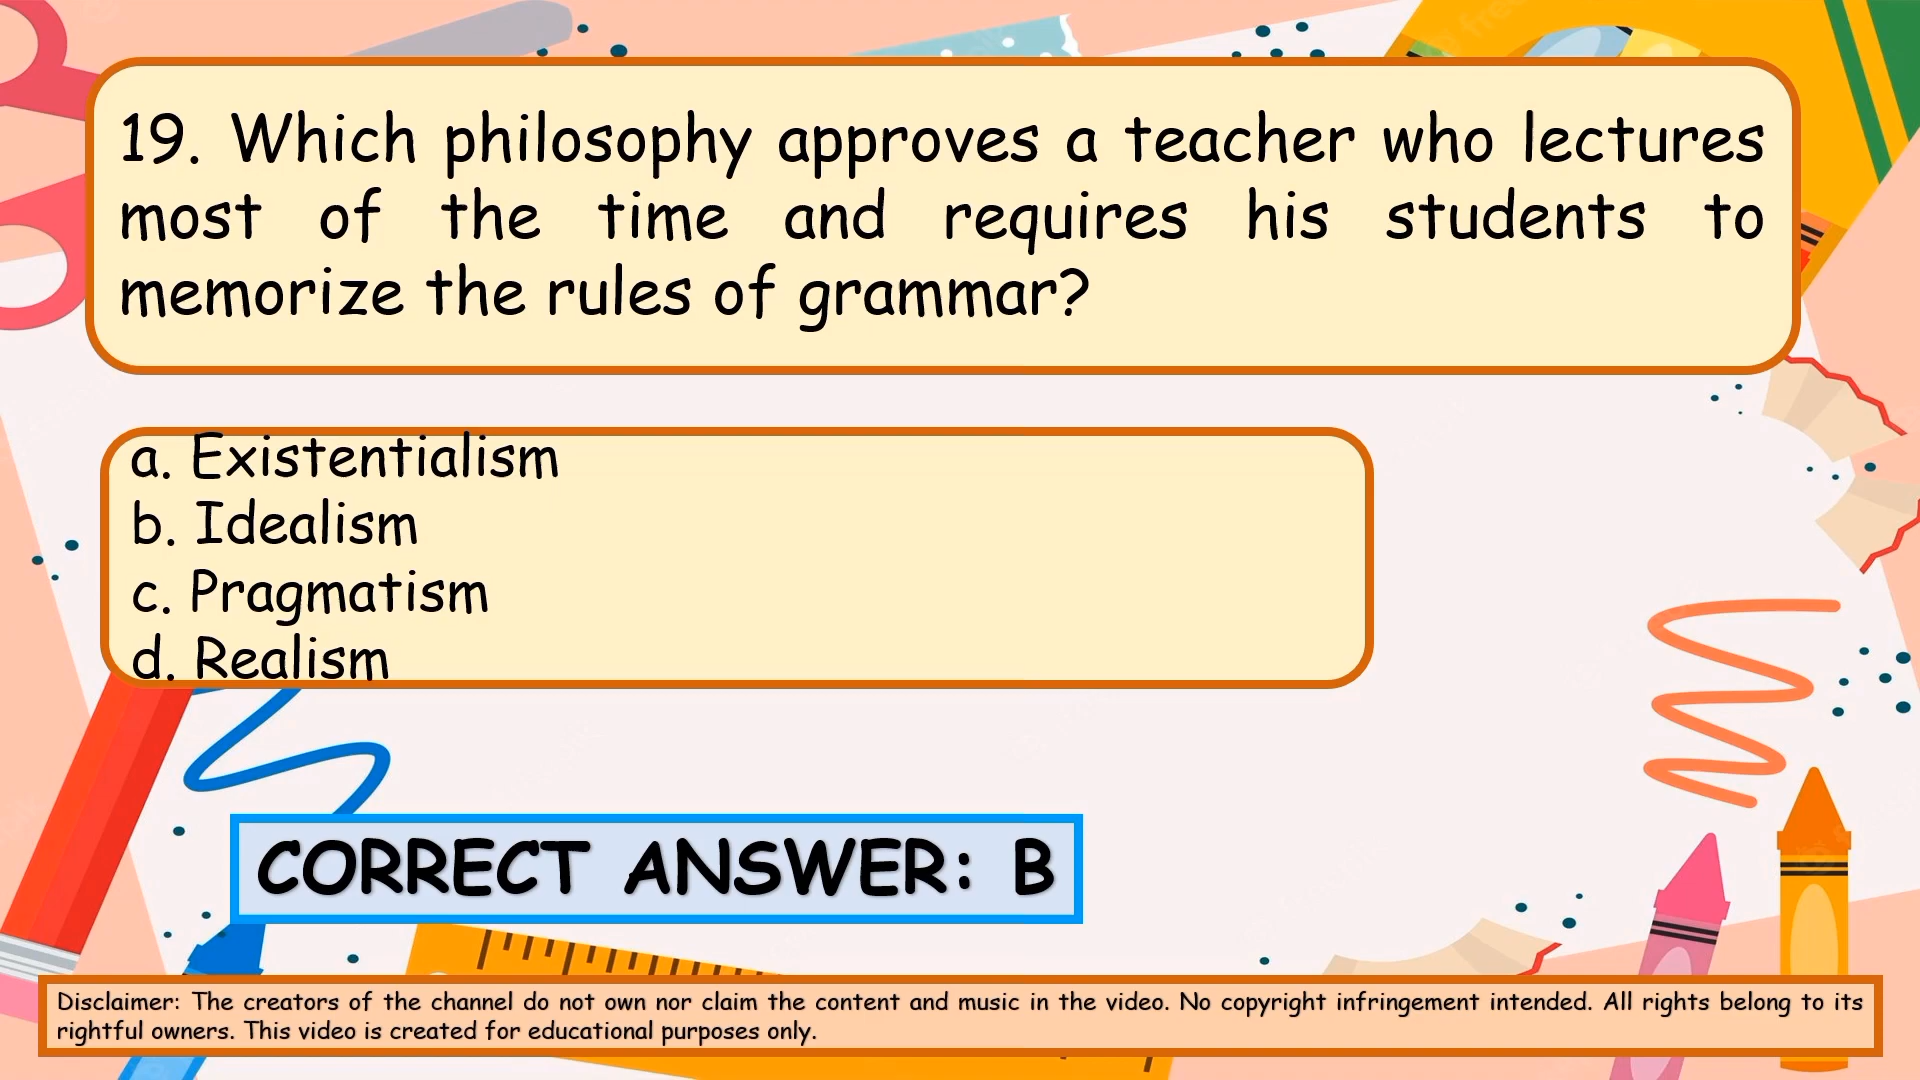 19. Which philosophy approves a teacher who lectures
most of the time and requires his students to
memorize the rules of grammar?
a. Existentialism
b. Idealism
c. Pragmatism
d. Realism
CORRECT ANSWER: B
Disclaimer: The creators of the channel do not own nor claim the content and music in the video. No copyright infringement intended. All rights belong to its
rightful owners. This video is created for educational purposes only.